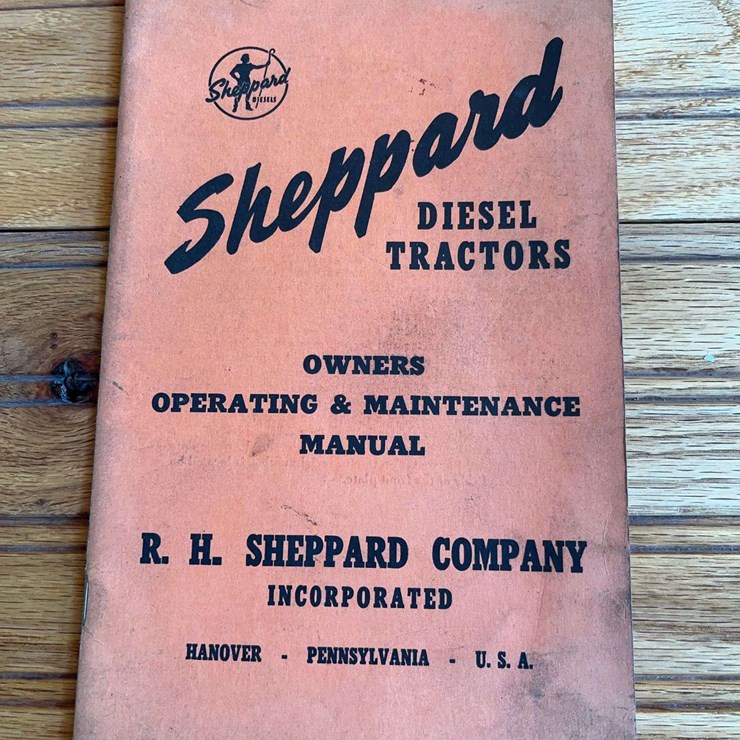 Sheppard
DIESELS
Sheppard
DIESEL
TRACTORS
OWNERS
OPERATING & MAINTENANCE
MANUAL
R. H. SHEPPARD COMPANY
INCORPORATED
HANOVER - PENNSYLVANIA - U. S. A.